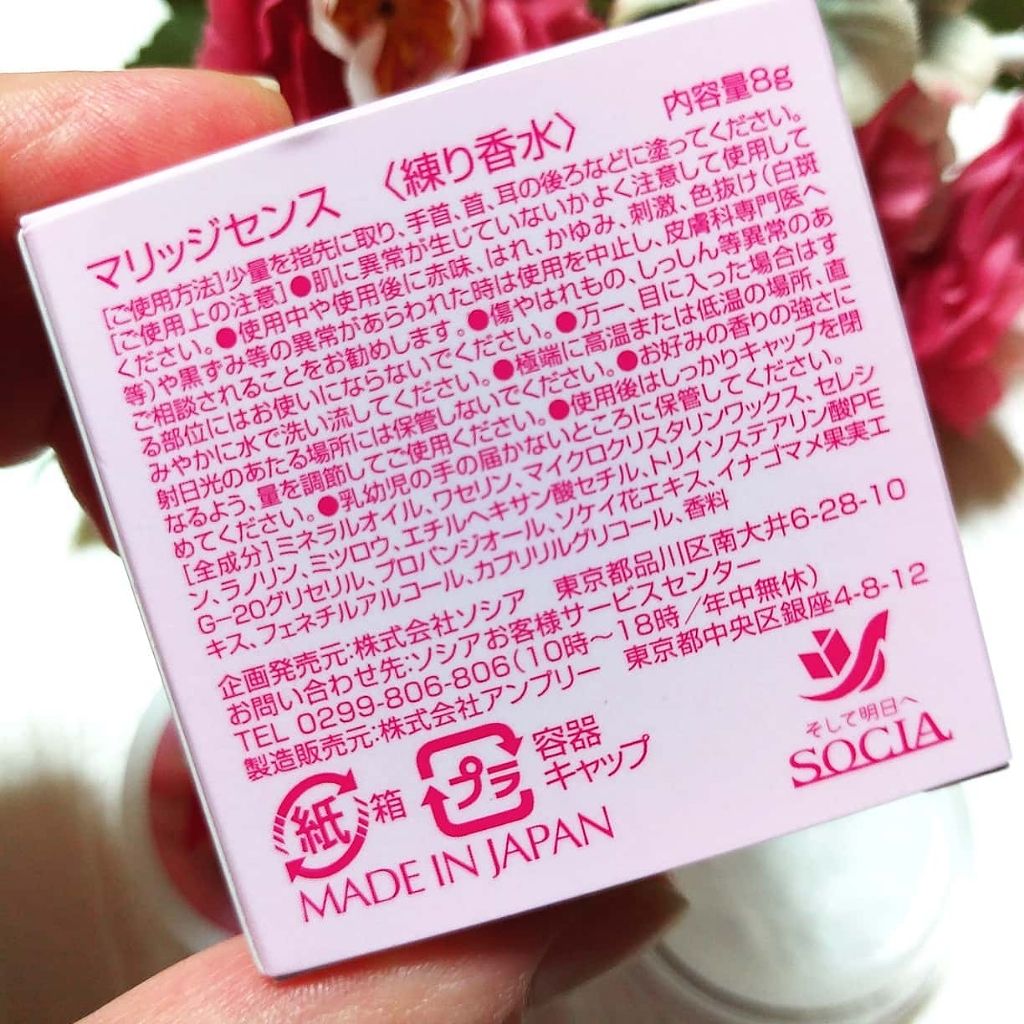 マリッジセンス 〈練り香水〉 内容量8g
[ご使用方法]少量を指先に取り、手首、首、耳の後ろなどに塗ってください。
[ご使用上の注意]●肌に異常が生じていないかよく注意して使用して
ください。●使用中や使用後に赤味、はれ、かゆみ、刺激、色抜け(白斑
等)や黒ずみ等の異常があらわれた時は使用を中止し、皮膚科専門医へ
ご相談されることをお勧めします。●傷やはれもの、しっしん等異常のあ
る部位にはお使いにならないでください。●万一、目に入った場合はす
みやかに水で洗い流してください。●極端に高温または低温の場所、直
射日光のあたる場所には保管しないでください。●お好みの香りの強さに
なるよう、量を調節してご使用ください。●使用後はしっかりキャップを閉
めてください。●乳幼児の手の届かないところに保管してください。
[全成分]ミネラルオイル、ワセリン、マイクロクリスタリンワックス、セレシ
ン、ラノリン、ミツロウ、エチルヘキサン酸セチル、トリイソステアリン酸PE
G-20グリセリル、プロパンジオール、ソケイ花エキス、イナゴマメ果実エ
キス、フェネチルアルコール、カプリリルグリコール、香料
企画発売元:株式会社ソシア 東京都品川区南大井6-28-10
お問い合わせ先:ソシアお客様サービスセンター
TEL 0299-806-806(10時〜18時/年中無休)
製造販売元:株式会社アンプリー 東京都中央区銀座4-8-12
紙 箱 プラ 容器
キャップ
そして明日へ
SOCIA
MADE IN JAPAN